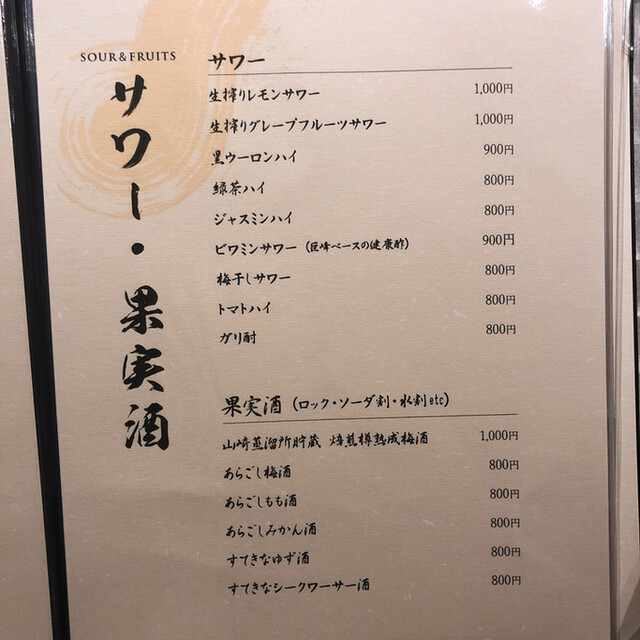 SOUR&FRUITS
サワー・果実酒
サワー
生搾りレモンサワー 1,000円
生搾りグレープフルーツサワー 1,000円
黒ウーロンハイ 900円
緑茶ハイ 800円
ジャスミンハイ 800円
ビワミンサワー（巨峰ベースの健康酢） 900円
梅干しサワー 800円
トマトハイ 800円
ガリ酎 800円
果実酒（ロック・ソーダ割・水割etc）
山崎蒸溜所貯蔵 焙煎樽熟成梅酒 1,000円
あらごし梅酒 800円
あらごしもも酒 800円
あらごしみかん酒 800円
すてきなゆず酒 800円
すてきなシークワーサー酒 800円